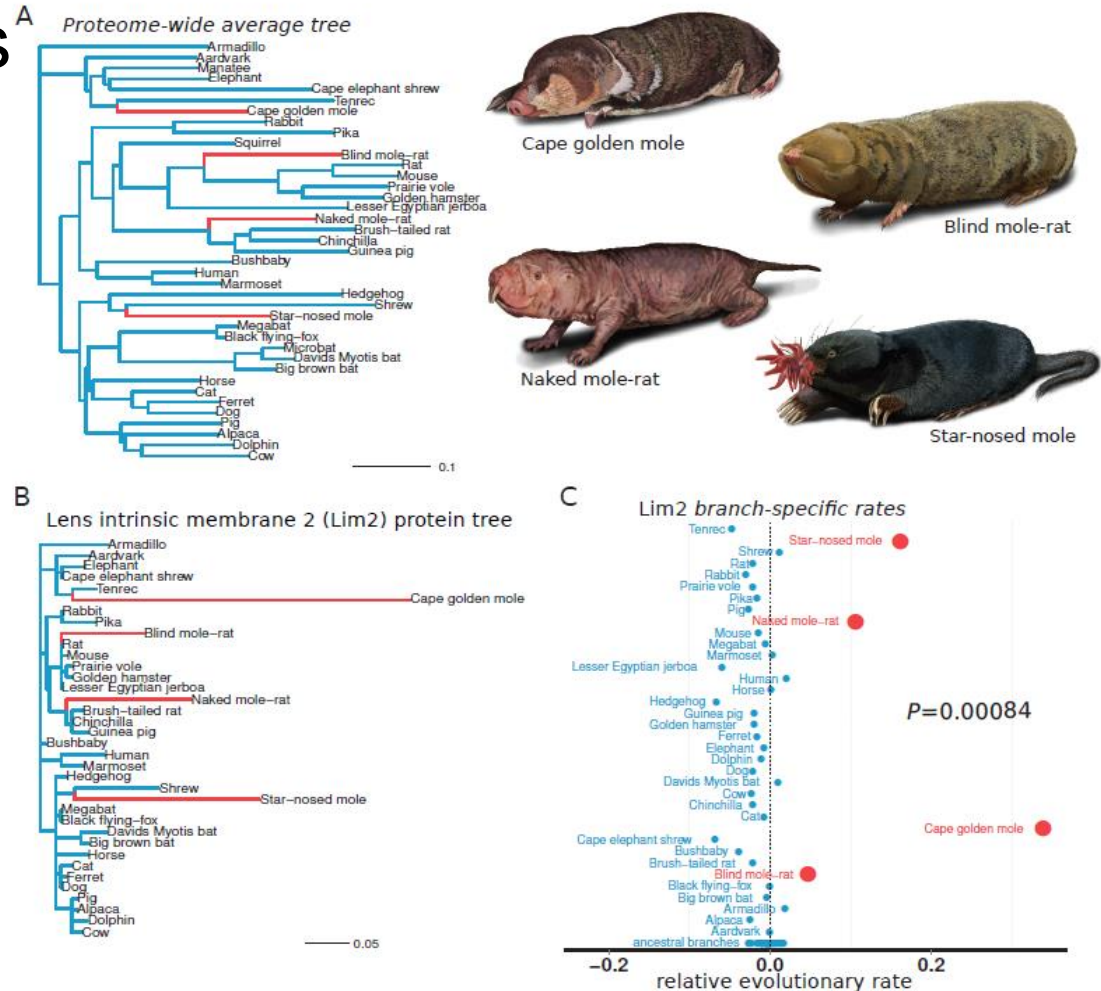 s
A
Proteome-wide average tree
Armadillo
Aardvark
Manatee
Elephant
Cape elephant shrew
Tenrec
Cape golden mole
Rabbit
Pika
Squirrel
Blind mole-rat
Rat
Mouse
Prairie vole
Golden hamster
Lesser Egyptian jerboa
Naked mole-rat
Brush-tailed rat
Chinchilla
Guinea pig
Bushbaby
Human
Marmoset
Hedgehog
Shrew
Star-nosed mole
Megabat
Black flying-fox
Microbat
Davids Myotis bat
Big brown bat
Horse
Cat
Ferret
Dog
Pig
Alpaca
Dolphin
Cow
0.1
Cape golden mole
Blind mole-rat
Naked mole-rat
Star-nosed mole
B
Lens intrinsic membrane 2 (Lim2) protein tree
Armadillo
Aardvark
Elephant
Cape elephant shrew
Tenrec
Cape golden mole
Rabbit
Pika
Blind mole-rat
Rat
Mouse
Prairie vole
Golden hamster
Lesser Egyptian jerboa
Naked mole-rat
Brush-tailed rat
Chinchilla
Guinea pig
Bushbaby
Human
Marmoset
Hedgehog
Shrew
Star-nosed mole
Megabat
Black flying-fox
Davids Myotis bat
Big brown bat
Horse
Cat
Ferret
Dog
Pig
Alpaca
Dolphin
Cow
0.05
C
Lim2 branch-specific rates
Tenrec
Star-nosed mole
Shrew
Rat
Rabbit
Prairie vole
Pika
Pig
Naked mole-rat
Mouse
Megabat
Marmoset
Lesser Egyptian jerboa
Human
Horse
Hedgehog
Guinea pig
Golden hamster
Ferret
Elephant
Dolphin
Dog
Davids Myotis bat
Cow
Chinchilla
Cat
Cape golden mole
Cape elephant shrew
Bushbaby
Brush-tailed rat
Blind mole-rat
Black flying-fox
Big brown bat
Armadillo
Alpaca
Aardvark
ancestral branches
P=0.00084
−0.2 0.0 0.2
relative evolutionary rate